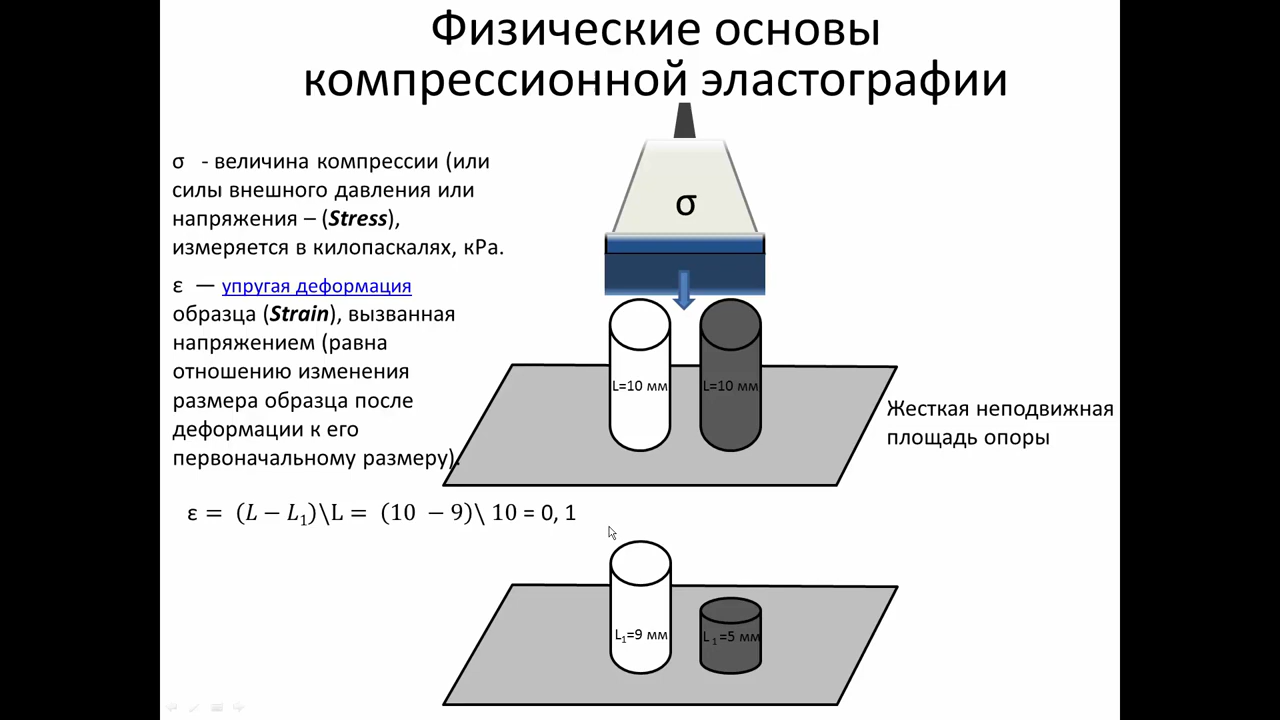 Физические основы
компрессионной эластографии
σ - величина компрессии (или
силы внешного давления или
напряжения – (Stress),
измеряется в килопаскалях, кPa.
ε — упругая деформация
образца (Strain), вызванная
напряжением (равна
отношению изменения
размера образца после
деформации к его
первоначальному размеру).
ε = (L − L₁)\L = (10 − 9)\ 10 = 0, 1
σ
L=10 мм
L=10 мм
Жесткая неподвижная
площадь опоры
L₁=9 мм
L₁=5 мм